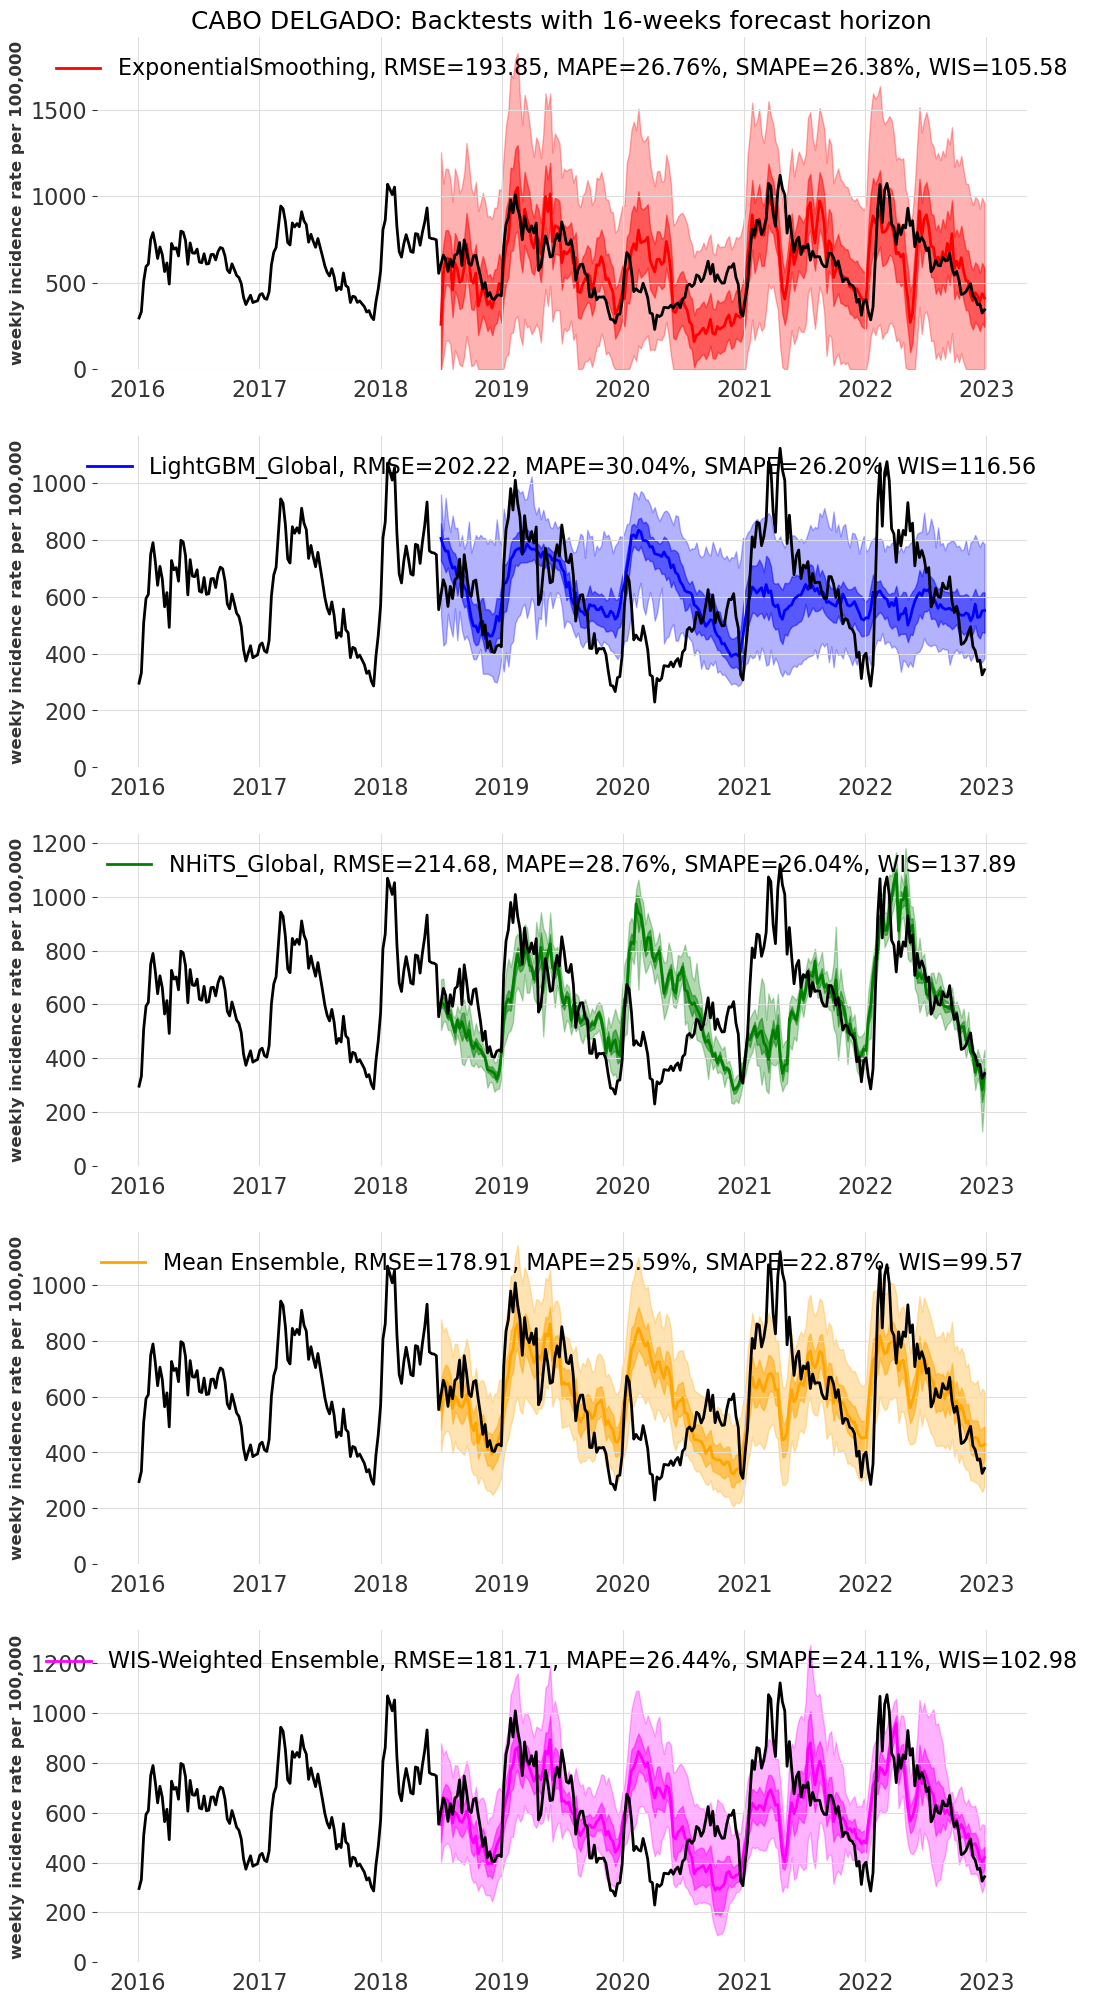 CABO DELGADO: Backtests with 16-weeks forecast horizon
weekly incidence rate per 100,000
ExponentialSmoothing, RMSE=193.85, MAPE=26.76%, SMAPE=26.38%, WIS=105.58
1500
1000
500
0
2016 2017 2018 2019 2020 2021 2022 2023
weekly incidence rate per 100,000
LightGBM_Global, RMSE=202.22, MAPE=30.04%, SMAPE=26.20%, WIS=116.56
1000
800
600
400
200
0
2016 2017 2018 2019 2020 2021 2022 2023
weekly incidence rate per 100,000
1200
NHiTS_Global, RMSE=214.68, MAPE=28.76%, SMAPE=26.04%, WIS=137.89
1000
800
600
400
200
0
2016 2017 2018 2019 2020 2021 2022 2023
weekly incidence rate per 100,000
Mean Ensemble, RMSE=178.91, MAPE=25.59%, SMAPE=22.87%, WIS=99.57
1000
800
600
400
200
0
2016 2017 2018 2019 2020 2021 2022 2023
weekly incidence rate per 100,000
WIS-Weighted Ensemble, RMSE=181.71, MAPE=26.44%, SMAPE=24.11%, WIS=102.98
1200
1000
800
600
400
200
0
2016 2017 2018 2019 2020 2021 2022 2023